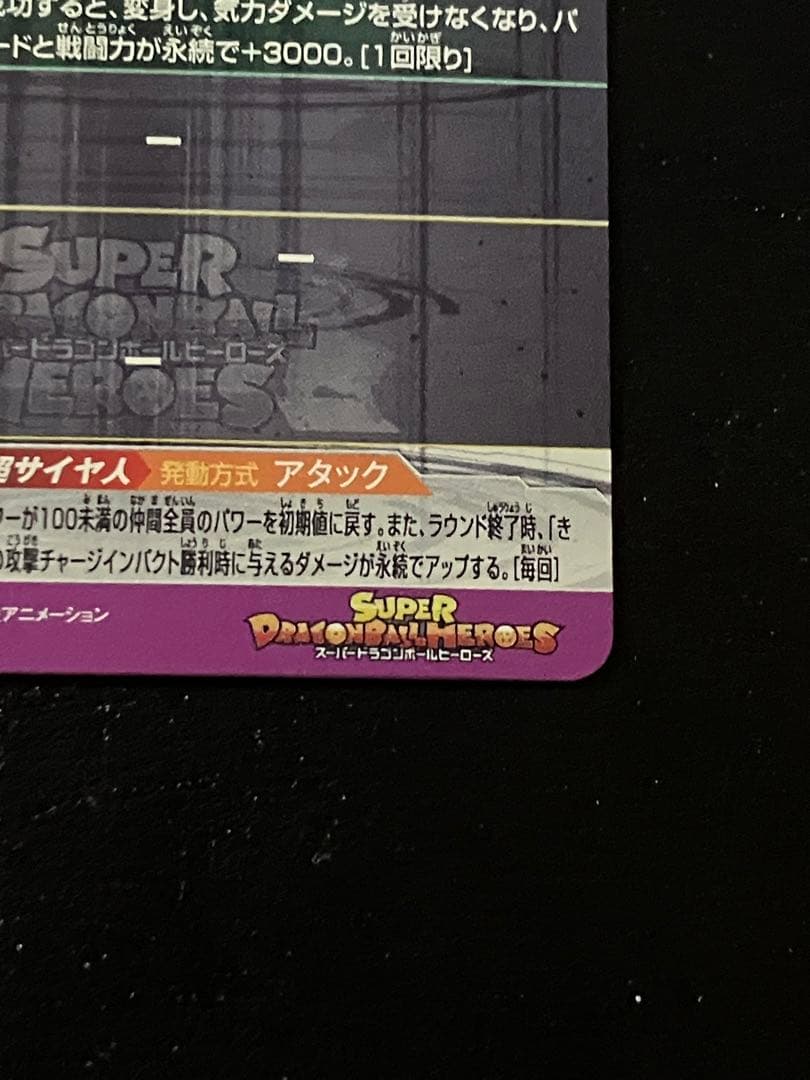 成功すると、変身し、気力ダメージを受けなくなり、パ
ードと戦闘力が永続で+3000。[1回限り]
SUPER
DRAGONBALL
ーパードラゴンボールヒーローズ
HEROES
超サイヤ人 発動方式 アタック
ワーが100未満の仲間全員のパワーを初期値に戻す。また、ラウンド終了時、「き
の攻撃チャージインパクト勝利時に与えるダメージが永続でアップする。[毎回]
アニメーション
SUPER
DRAGONBALL HEROES
スーパードラゴンボールヒーローズ